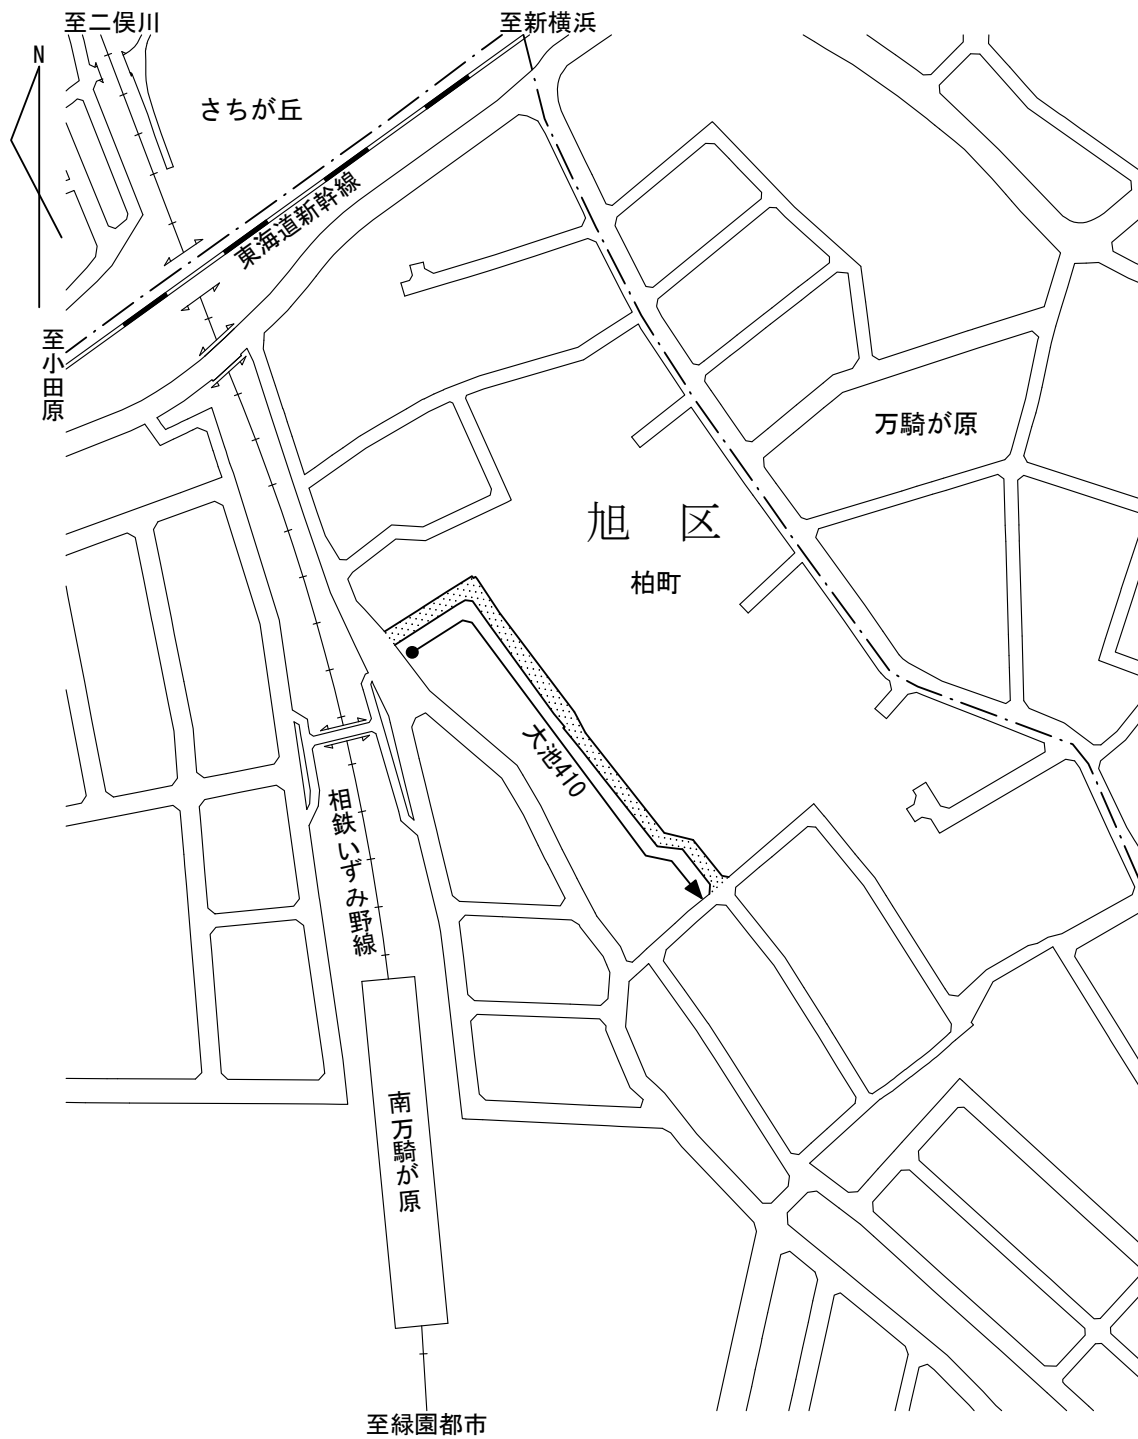 至二俣川
至新横浜
N
さちが丘
東海道新幹線
至小田原
万騎が原
旭 区
柏町
大池410
相鉄いずみ野線
南万騎が原
至緑園都市